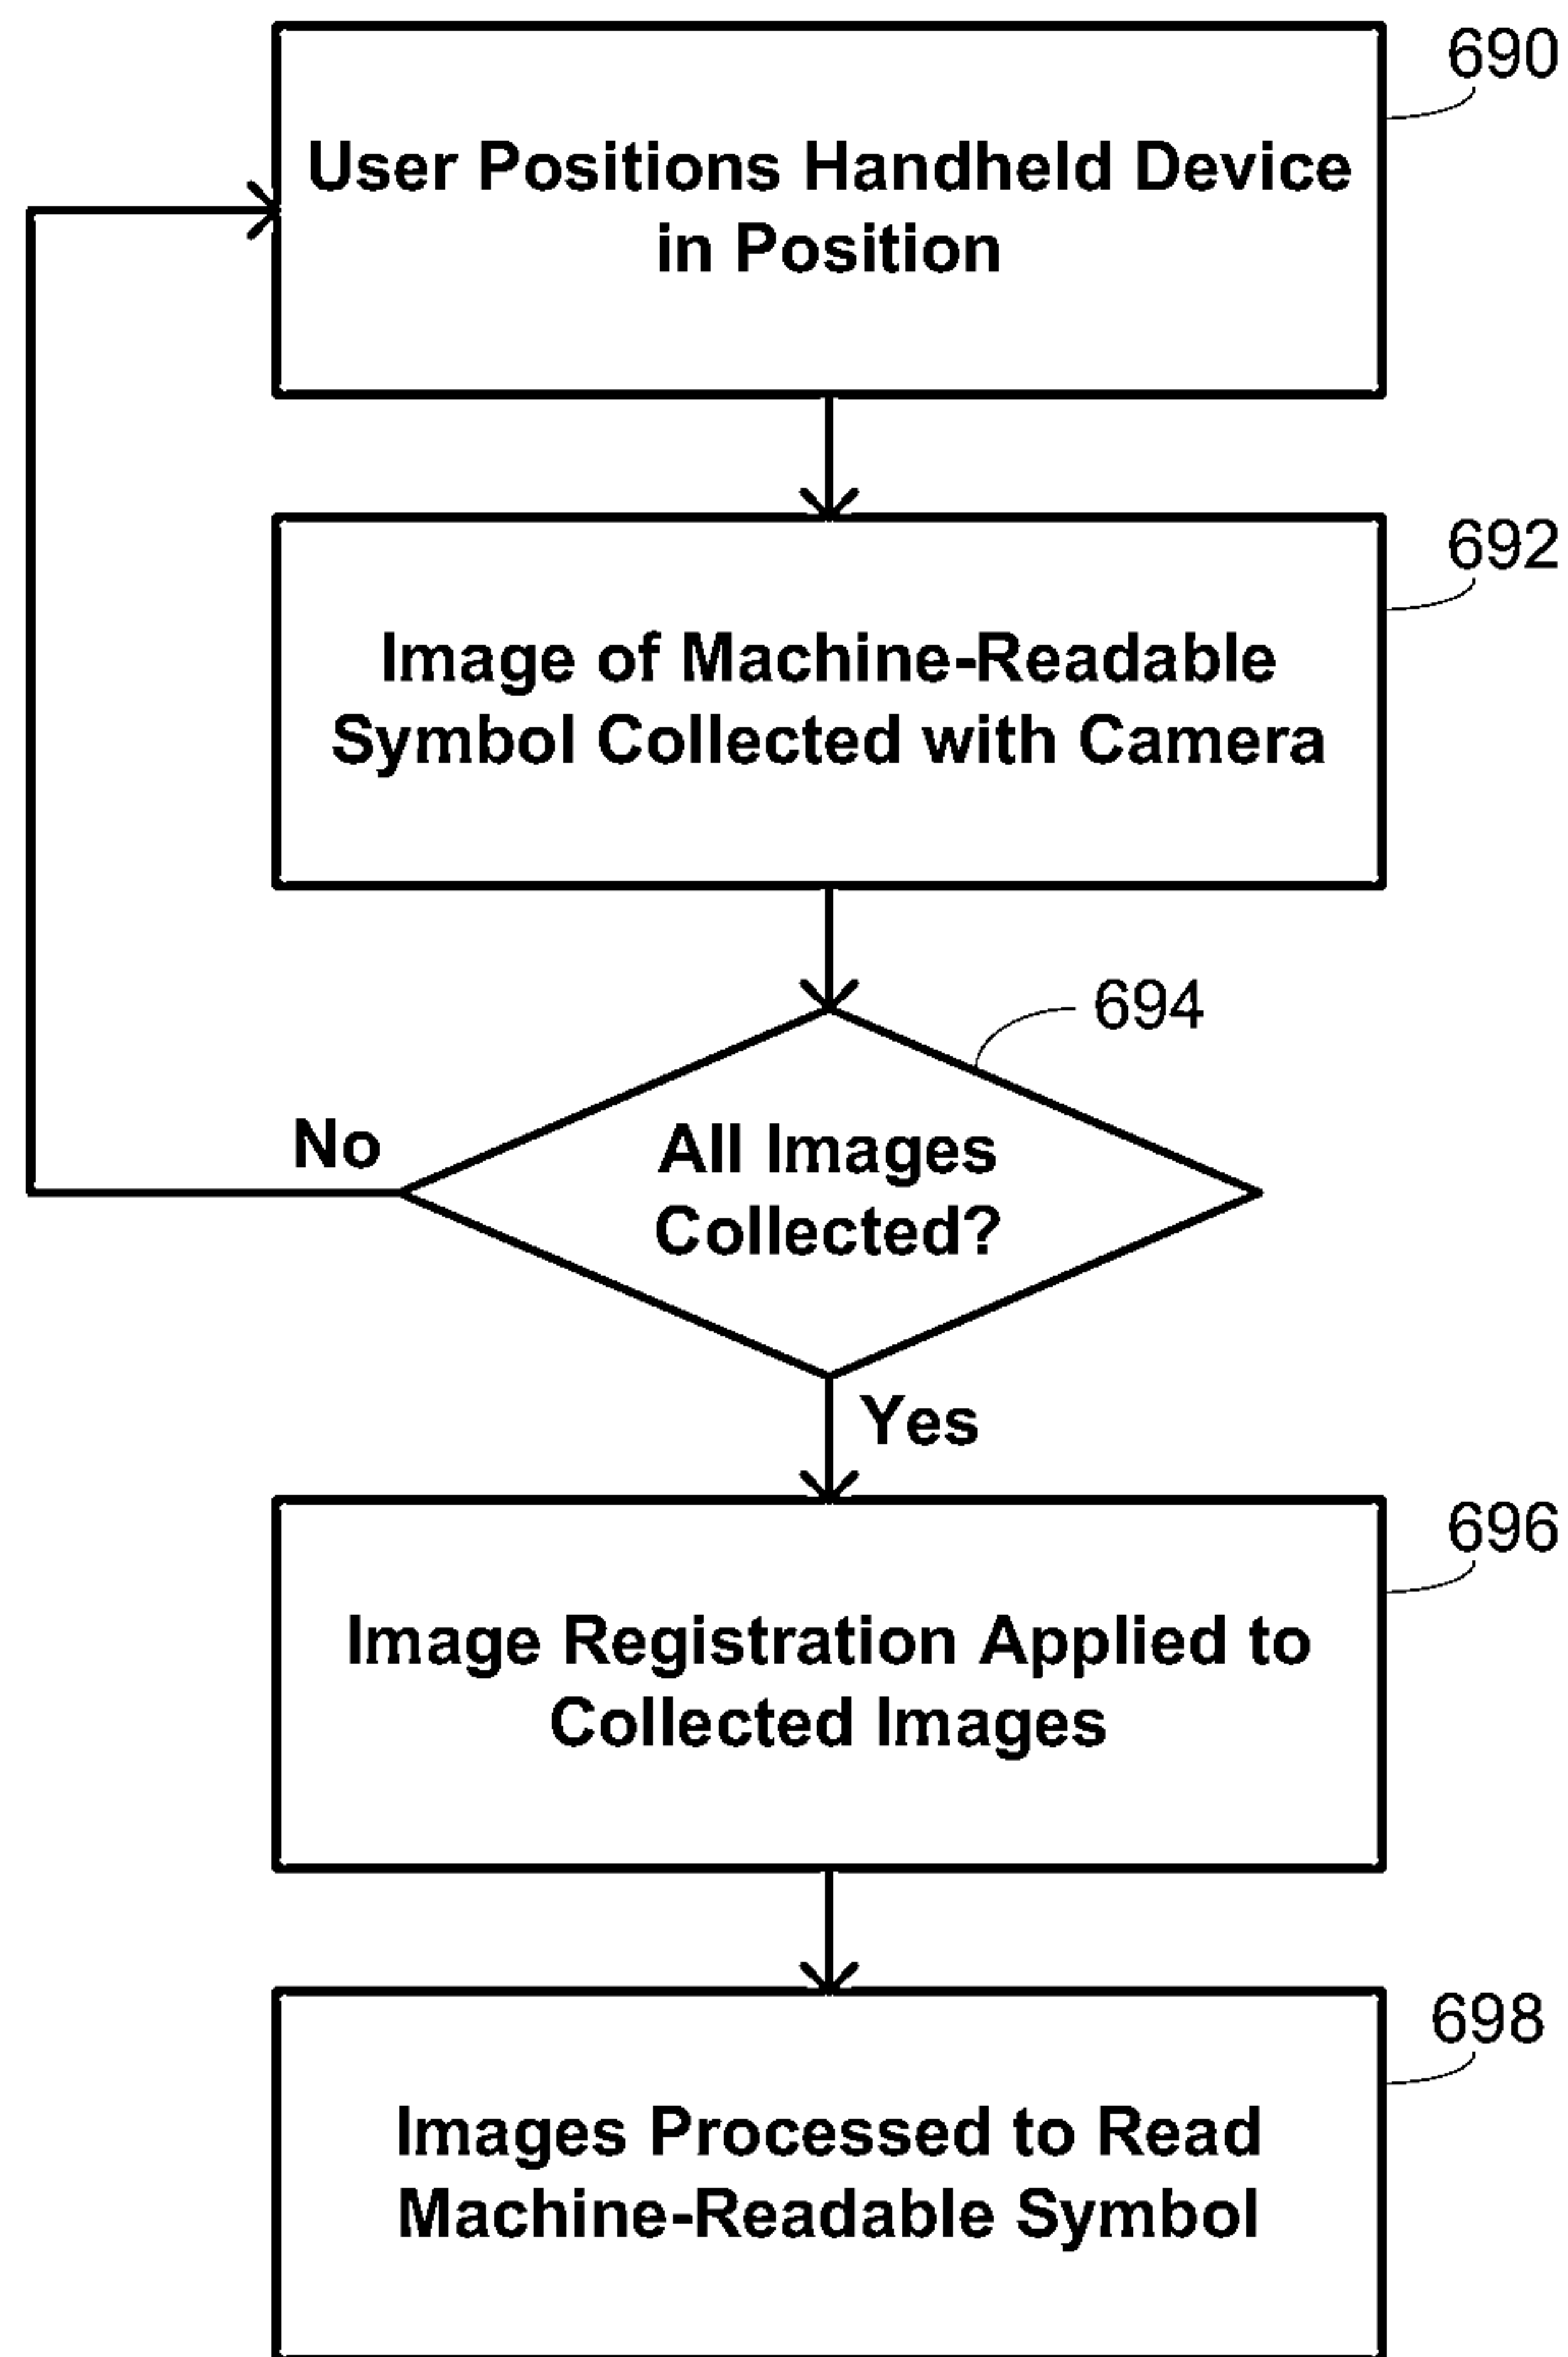 690
User Positions Handheld Device
in Position
692
Image of Machine-Readable
Symbol Collected with Camera
694
No
All Images
Collected?
Yes
696
Image Registration Applied to
Collected Images
698
Images Processed to Read
Machine-Readable Symbol